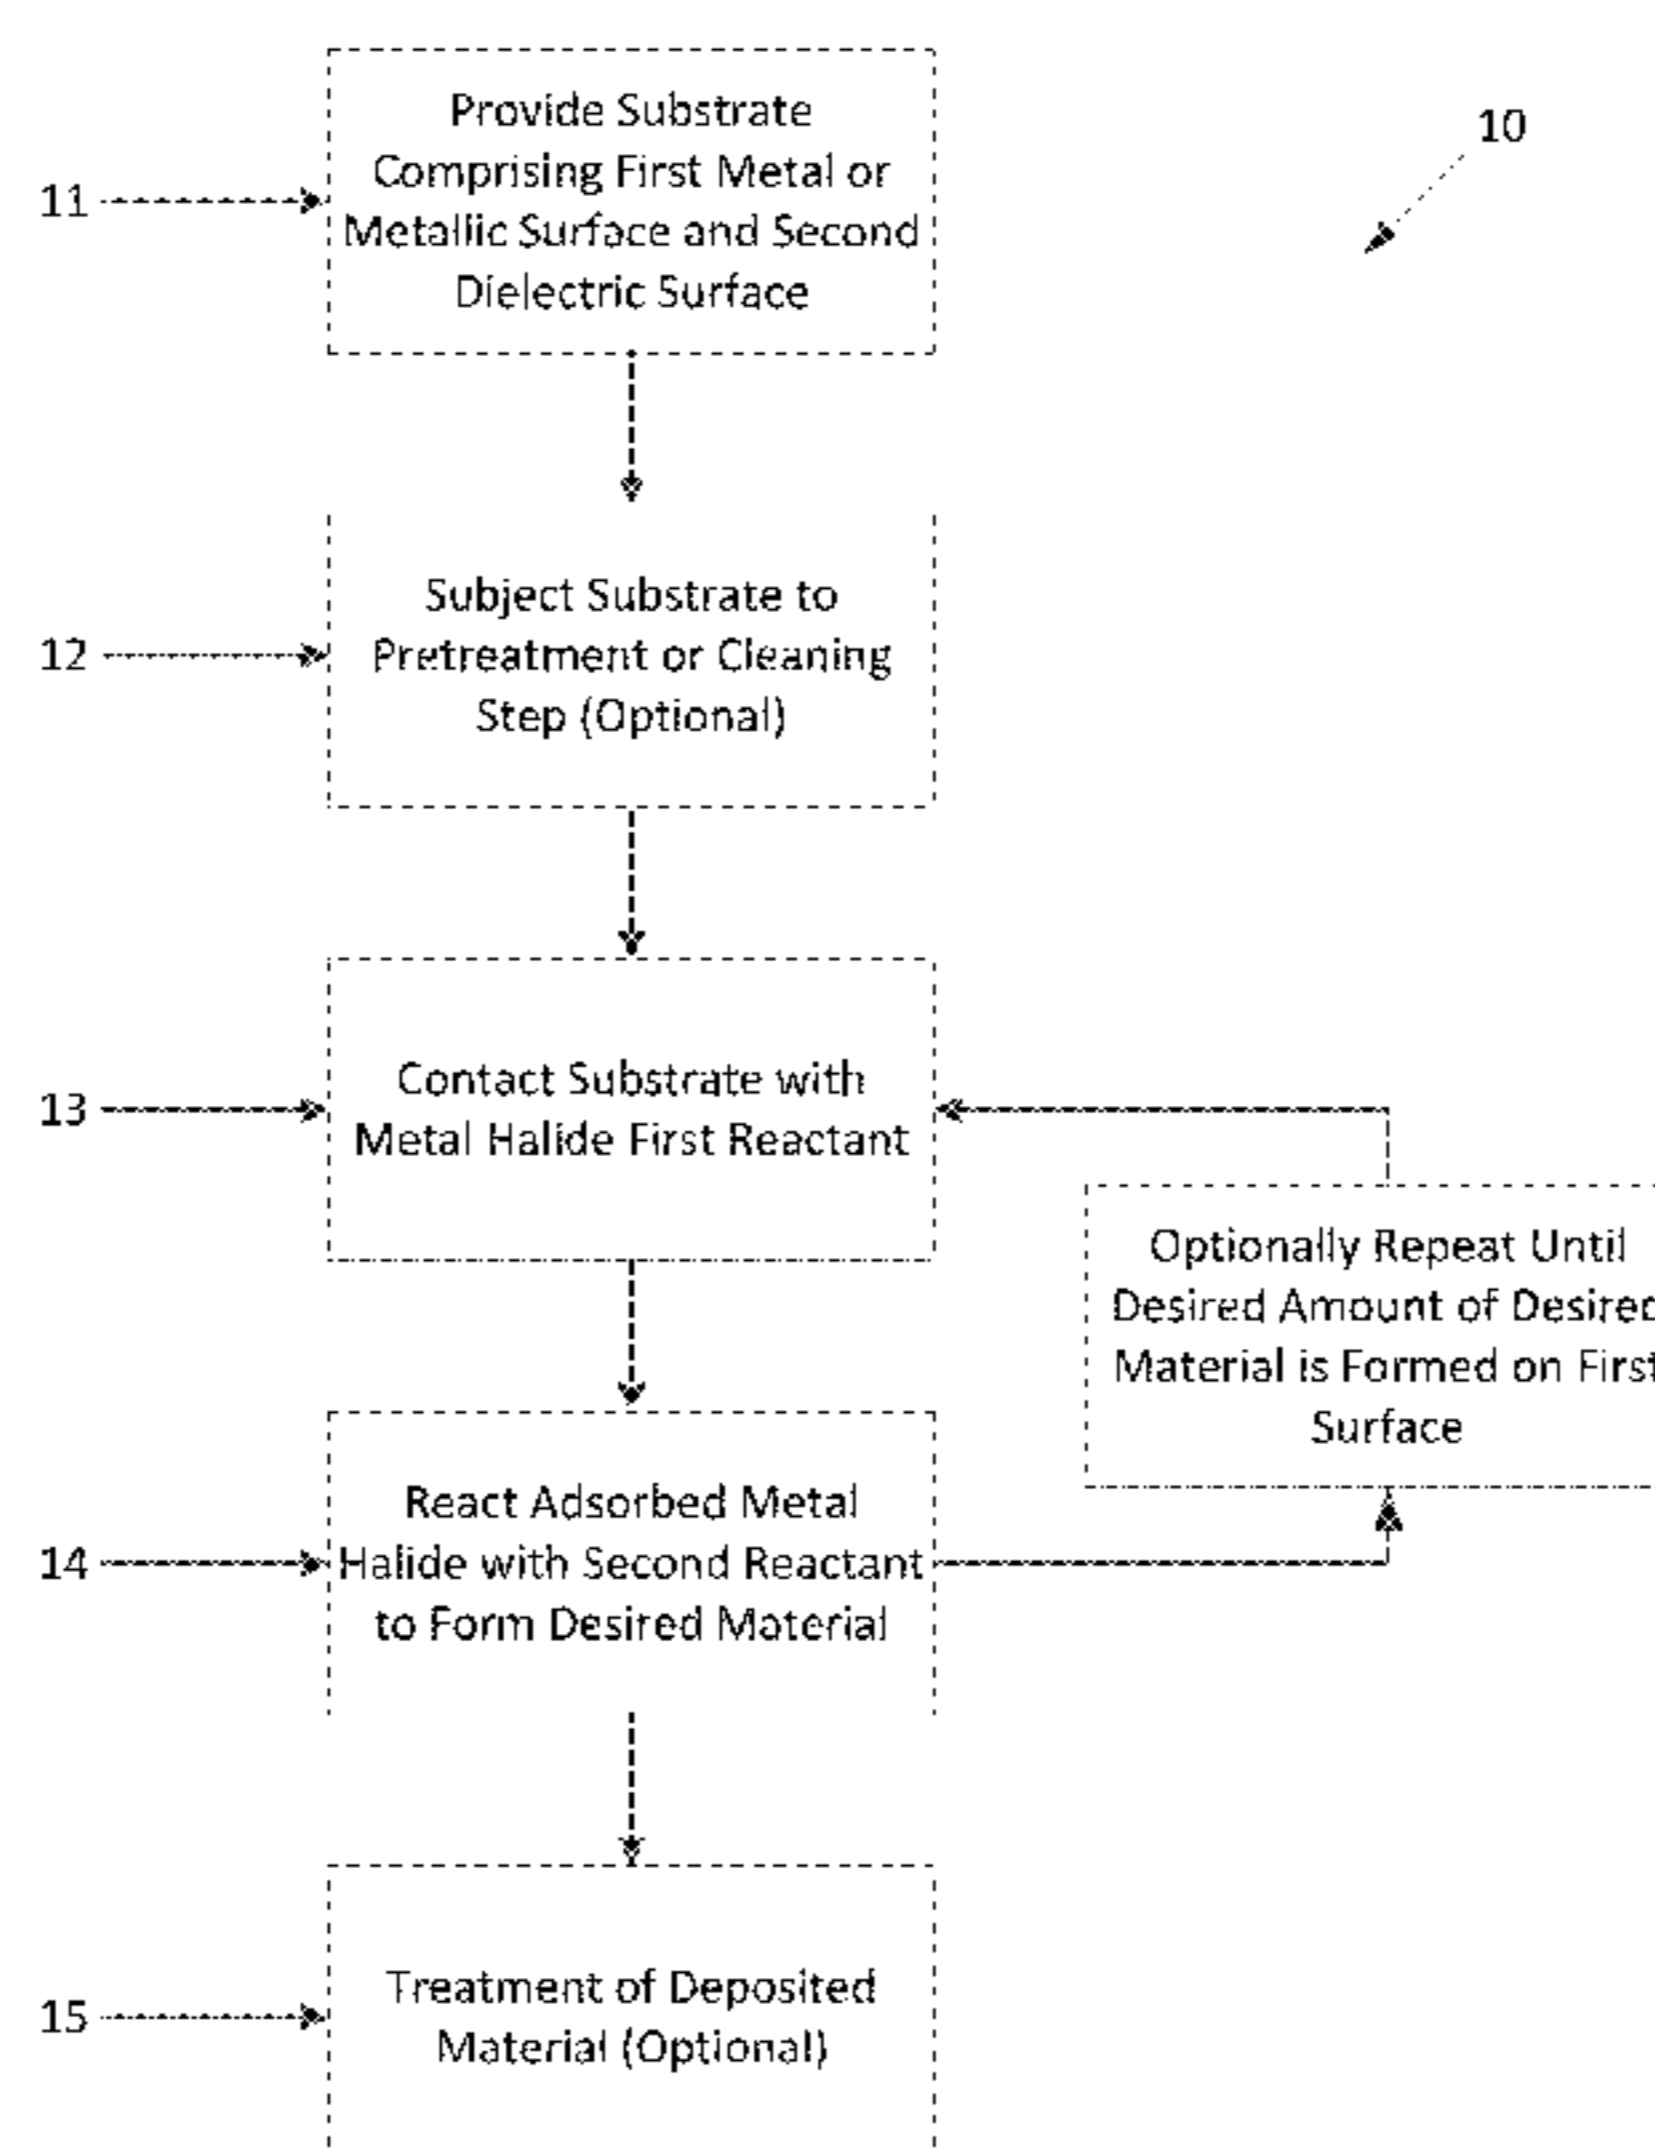 10
11
Provide Substrate
Comprising First Metal or
Metallic Surface and Second
Dielectric Surface
12
Subject Substrate to
Pretreatment or Cleaning
Step (Optional)
13
Contact Substrate with
Metal Halide First Reactant
Optionally Repeat Until
Desired Amount of Desired
Material is Formed on First
Surface
14
React Adsorbed Metal
Halide with Second Reactant
to Form Desired Material
15
Treatment of Deposited
Material (Optional)